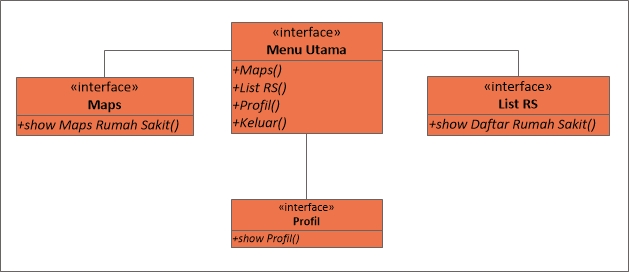 «interface»
Menu Utama
+Maps()
+List RS()
+Profil()
+Keluar()
«interface»
Maps
+show Maps Rumah Sakit()
«interface»
List RS
+show Daftar Rumah Sakit()
«interface»
Profil
+show Profil()